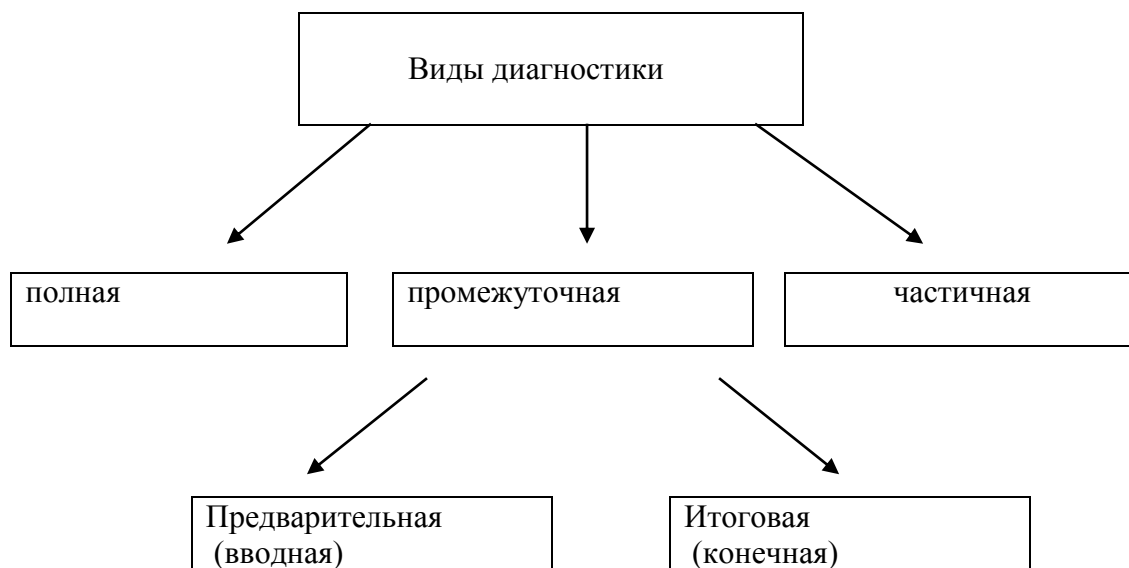 Виды диагностики
полная
промежуточная
частичная
Предварительная
(вводная)
Итоговая
(конечная)